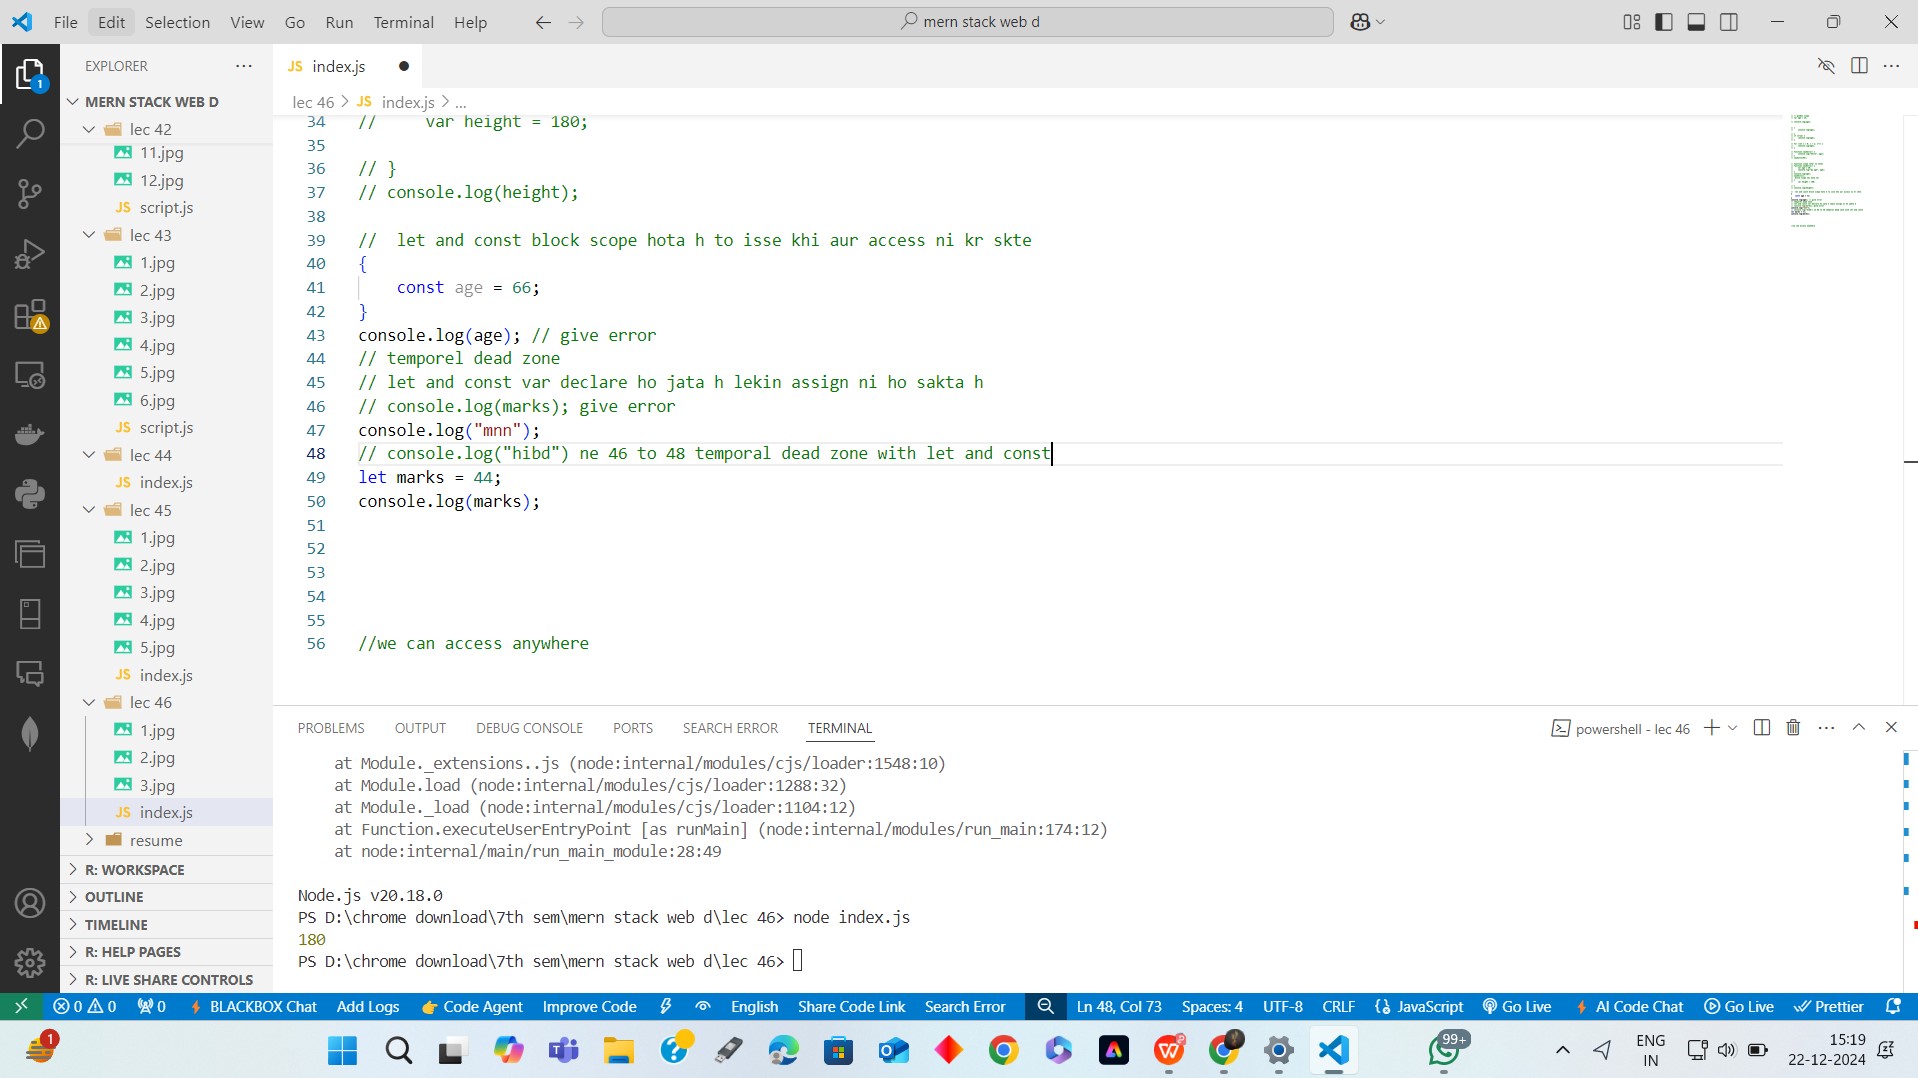 File Edit Selection View Go Run Terminal Help
mern stack web d
EXPLORER
MERN STACK WEB D
lec 42
11.jpg
12.jpg
JS script.js
lec 43
1.jpg
2.jpg
3.jpg
4.jpg
5.jpg
6.jpg
JS script.js
lec 44
JS index.js
lec 45
1.jpg
2.jpg
3.jpg
4.jpg
5.jpg
JS index.js
lec 46
1.jpg
2.jpg
3.jpg
JS index.js
resume
R: WORKSPACE
OUTLINE
TIMELINE
R: HELP PAGES
R: LIVE SHARE CONTROLS
JS index.js
lec 46 > JS index.js > ...
34 // var height = 180;
35
36 // }
37 // console.log(height);
38
39 // let and const block scope hota h to isse khi aur access ni kr skte
40 {
41 const age = 66;
42 }
43 console.log(age); // give error
44 // temporel dead zone
45 // let and const var declare ho jata h lekin assign ni ho sakta h
46 // console.log(marks); give error
47 console.log("mnn");
48 // console.log("hibd") ne 46 to 48 temporal dead zone with let and const
49 let marks = 44;
50 console.log(marks);
51
52
53
54
55
56 //we can access anywhere
PROBLEMS OUTPUT DEBUG CONSOLE PORTS SEARCH ERROR TERMINAL
powershell - lec 46
at Module._extensions..js (node:internal/modules/cjs/loader:1548:10)
at Module.load (node:internal/modules/cjs/loader:1288:32)
at Module._load (node:internal/modules/cjs/loader:1104:12)
at Function.executeUserEntryPoint [as runMain] (node:internal/modules/run_main:174:12)
at node:internal/main/run_main_module:28:49
Node.js v20.18.0
PS D:\chrome download\7th sem\mern stack web d\lec 46> node index.js
180
PS D:\chrome download\7th sem\mern stack web d\lec 46>
0 0 0 BLACKBOX Chat Add Logs Code Agent Improve Code English Share Code Link Search Error Ln 48, Col 73 Spaces: 4 UTF-8 CRLF JavaScript Go Live AI Code Chat Go Live Prettier
1
99+
ENG
IN
15:19
22-12-2024